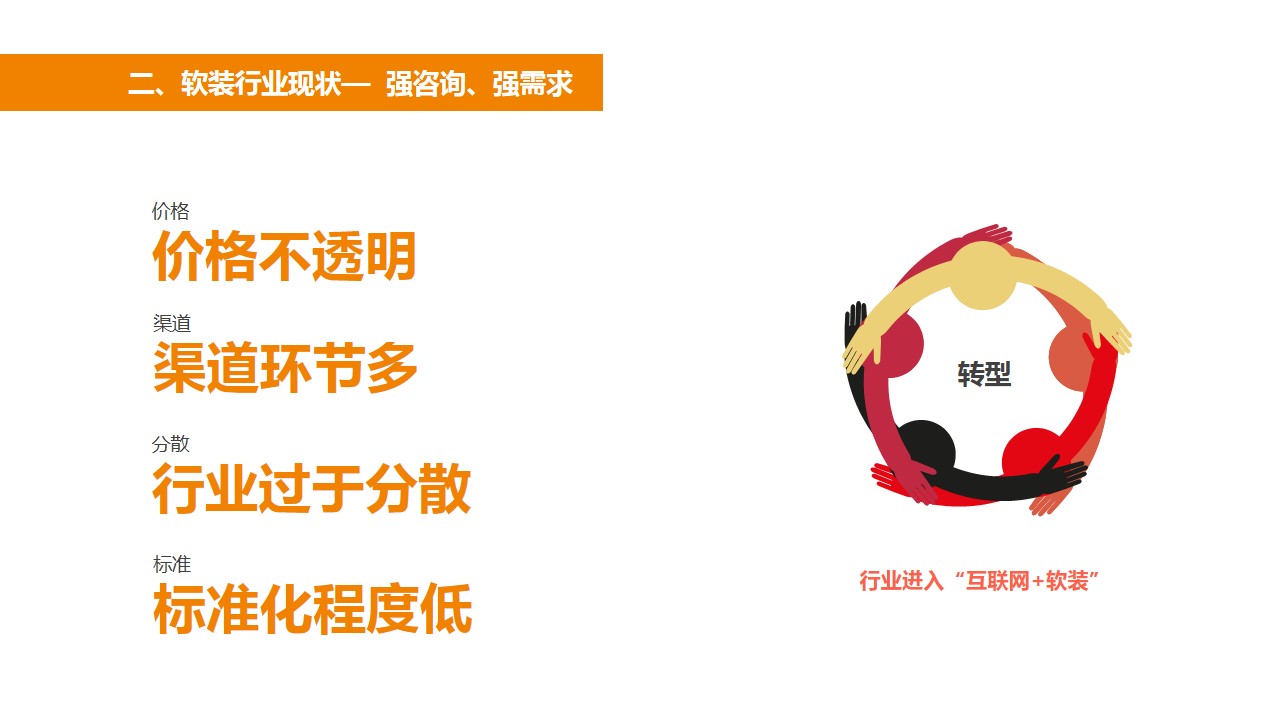 二、软装行业现状— 强咨询、强需求
价格
价格不透明
渠道
渠道环节多
分散
行业过于分散
标准
标准化程度低
转型
行业进入“互联网+软装”